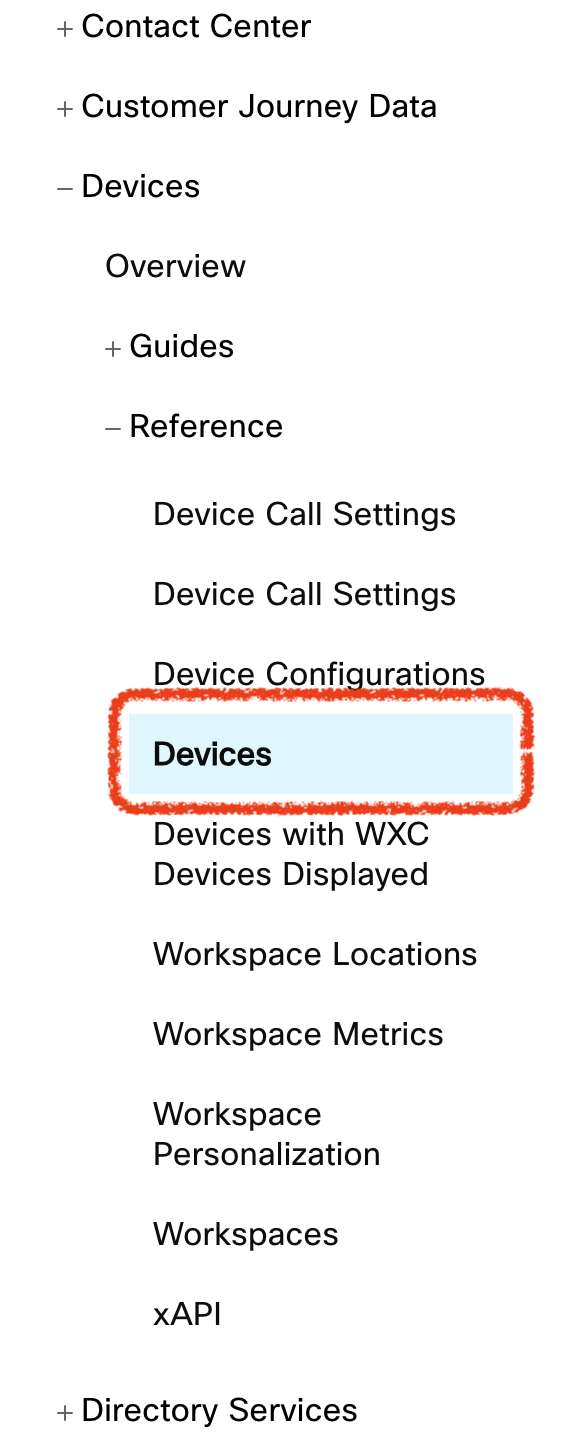 + Contact Center
+ Customer Journey Data
– Devices
Overview
+ Guides
– Reference
Device Call Settings
Device Call Settings
Device Configurations
Devices
Devices with WXC
Devices Displayed
Workspace Locations
Workspace Metrics
Workspace
Personalization
Workspaces
xAPI
+ Directory Services